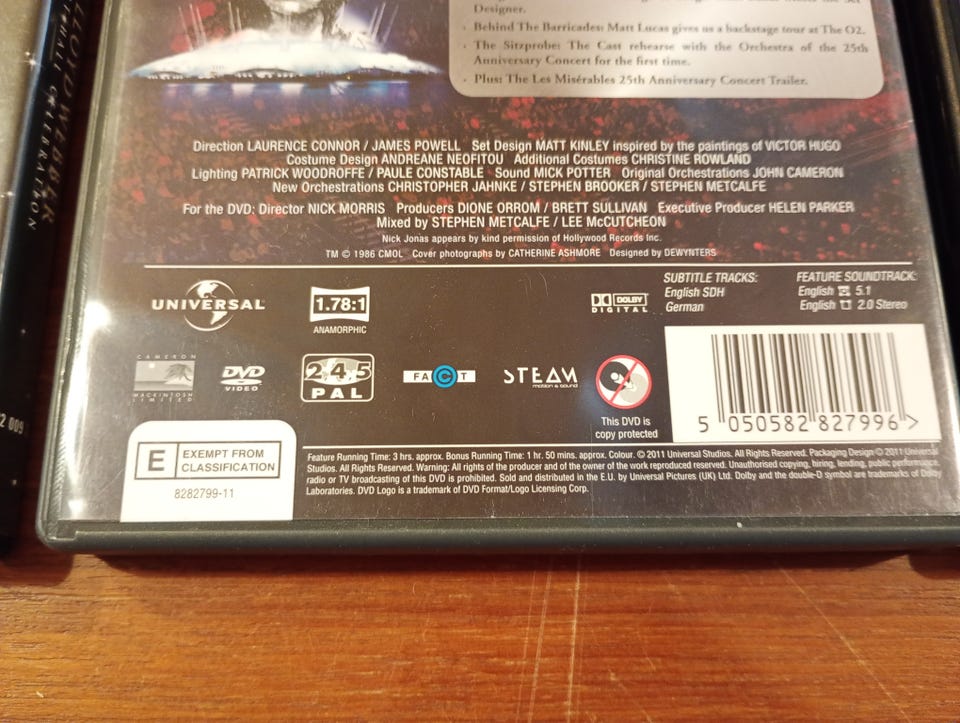 LLOYD WEBBER
CELEBRATION
2 009
Designer.
Behind The Barricades: Matt Lucas gives us a backstage tour at The O2.
The Sitzprobe: The Cast rehearse with the Orchestra of the 25th
Anniversary Concert for the first time.
Plus: The Les Misérables 25th Anniversary Concert Trailer.
Direction LAURENCE CONNOR / JAMES POWELL Set Design MATT KINLEY inspired by the paintings of VICTOR HUGO
Costume Design ANDREANE NEOFITOU Additional Costumes CHRISTINE ROWLAND
Lighting PATRICK WOODROFFE / PAULE CONSTABLE Sound MICK POTTER Original Orchestrations JOHN CAMERON
New Orchestrations CHRISTOPHER JAHNKE / STEPHEN BROOKER / STEPHEN METCALFE
For the DVD: Director NICK MORRIS Producers DIONE ORROM / BRETT SULLIVAN Executive Producer HELEN PARKER
Mixed by STEPHEN METCALFE / LEE McCUTCHEON
Nick Jonas appears by kind permission of Hollywood Records Inc.
TM © 1986 CMOL Cover photographs by CATHERINE ASHMORE Designed by DEWYNTERS
UNIVERSAL
1.78:1
ANAMORPHIC
DOLBY
DIGITAL
SUBTITLE TRACKS:
English SDH
German
FEATURE SOUNDTRACK:
English 5.1
English 2.0 Stereo
CAMERON
MACKINTOSH
LIMITED
DVD
VIDEO
2,4,5
PAL
FACT
STEAM
motion & sound
This DVD is
copy protected
5 050582 827996 >
E EXEMPT FROM
CLASSIFICATION
8282799-11
Feature Running Time: 3 hrs. approx. Bonus Running Time: 1 hr. 50 mins. approx. Colour. © 2011 Universal Studios. All Rights Reserved. Packaging Design © 2011 Universal
Studios. All Rights Reserved. Warning: All rights of the producer and of the owner of the work reproduced reserved. Unauthorised copying, hiring, lending, public performance,
radio or TV broadcasting of this DVD is prohibited. Sold and distributed in the E.U. by Universal Pictures (UK) Ltd. Dolby and the double-D symbol are trademarks of Dolby
Laboratories. DVD Logo is a trademark of DVD Format/Logo Licensing Corp.